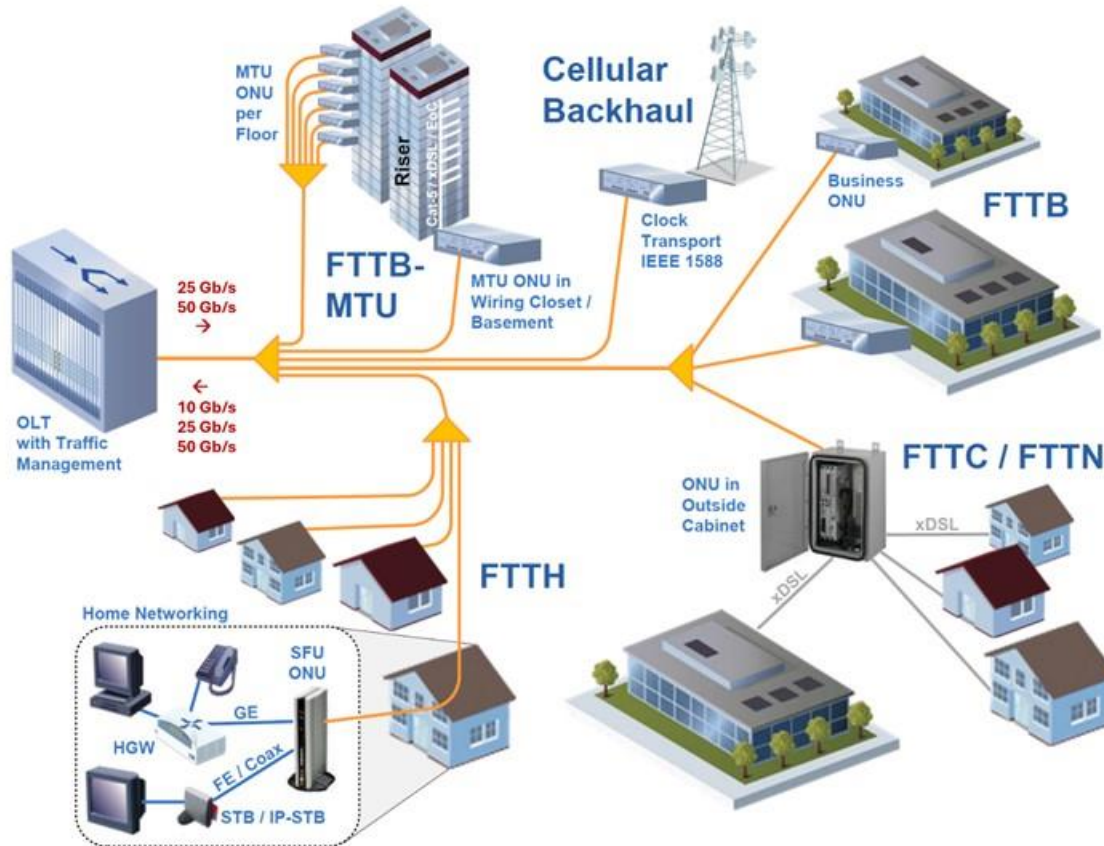 MTU
ONU
per
Floor
Riser
Cat-5 / xDSL / EoC
Cellular
Backhaul
Business
ONU
FTTB
Clock
Transport
IEEE 1588
FTTB-
MTU
MTU ONU in
Wiring Closet /
Basement
25 Gb/s
50 Gb/s
→
←
10 Gb/s
25 Gb/s
50 Gb/s
OLT
with Traffic
Management
FTTC / FTTN
ONU in
Outside
Cabinet
xDSL
xDSL
FTTH
Home Networking
SFU
ONU
GE
HGW
FE / Coax
STB / IP-STB